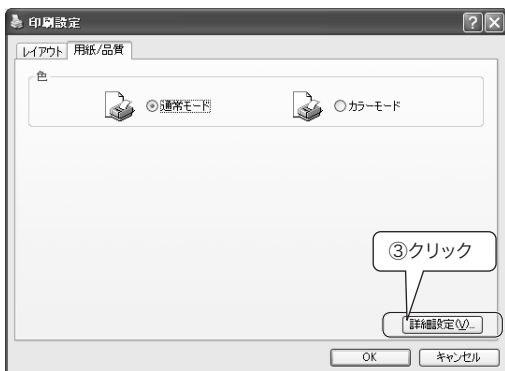 印刷設定
レイアウト 用紙/品質
色
通常モード カラーモード
③クリック
詳細設定(V)...
OK キャンセル